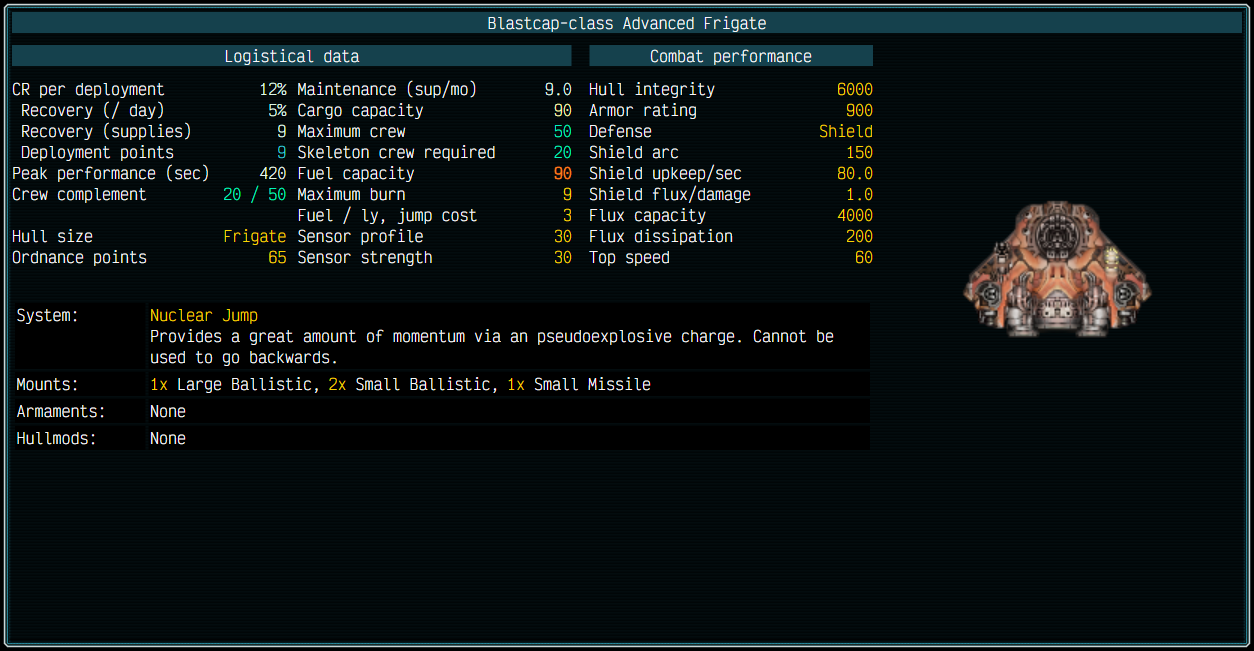 Blastcap-class Advanced Frigate
Logistical data
CR per deployment 12% Maintenance (sup/mo) 9.0
Recovery (/ day) 5% Cargo capacity 90
Recovery (supplies) 9 Maximum crew 50
Deployment points 9 Skeleton crew required 20
Peak performance (sec) 420 Fuel capacity 90
Crew complement 20 / 50 Maximum burn 9
Fuel / ly, jump cost 3
Hull size Frigate Sensor profile 30
Ordnance points 65 Sensor strength 30
Combat performance
Hull integrity 6000
Armor rating 900
Defense Shield
Shield arc 150
Shield upkeep/sec 80.0
Shield flux/damage 1.0
Flux capacity 4000
Flux dissipation 200
Top speed 60
System: Nuclear Jump
Provides a great amount of momentum via an pseudoexplosive charge. Cannot be
used to go backwards.
Mounts: 1x Large Ballistic, 2x Small Ballistic, 1x Small Missile
Armaments: None
Hullmods: None